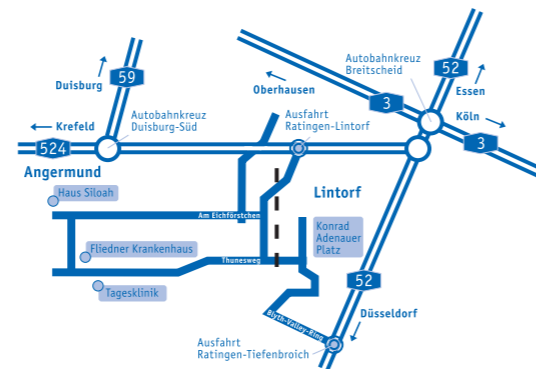 59
Duisburg
Autobahnkreuz
Breitscheid
52
Essen
Oberhausen
3
Köln
3
Krefeld
524
Autobahnkreuz
Duisburg-Süd
Ausfahrt
Ratingen-Lintorf
Angermund
Haus Siloah
Lintorf
Am Eichförstchen
Konrad
Adenauer
Platz
Fliedner Krankenhaus
Thunesweg
Tagesklinik
52
Düsseldorf
Blyth-Valley-Ring
Ausfahrt
Ratingen-Tiefenbroich